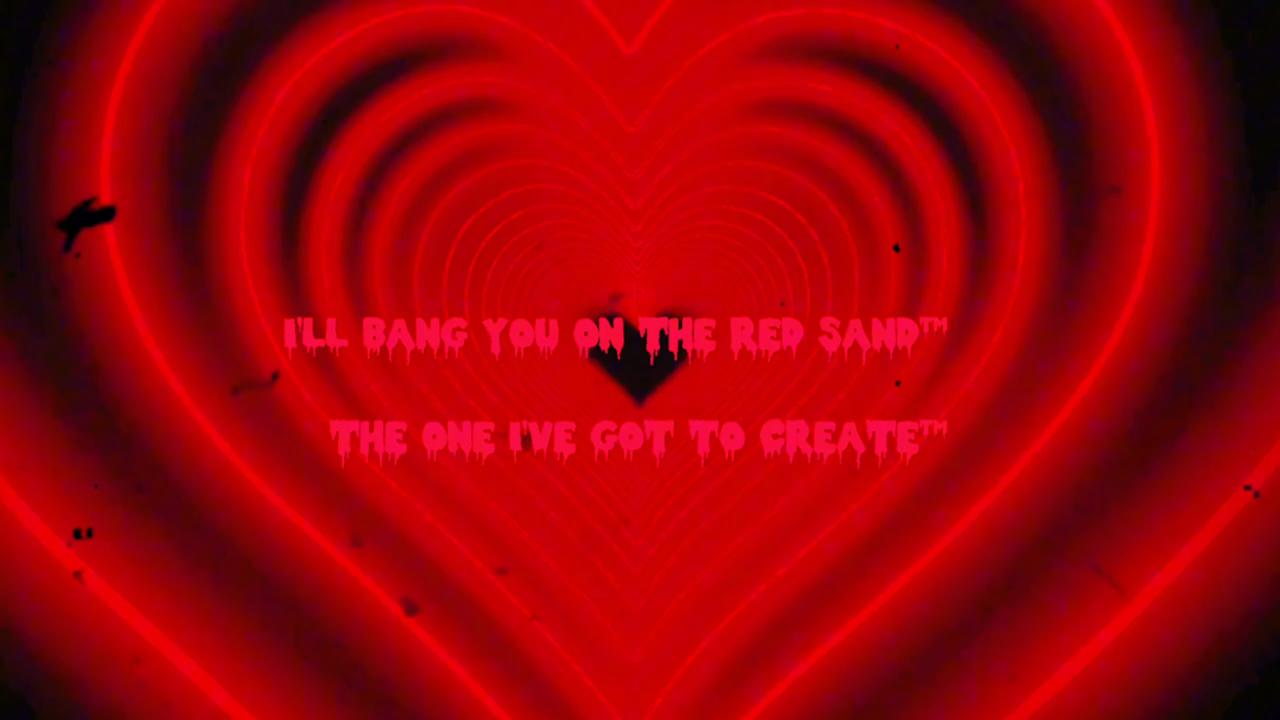 I'LL BANG YOU ON THE RED SAND™
THE ONE I'VE GOT TO CREATE™